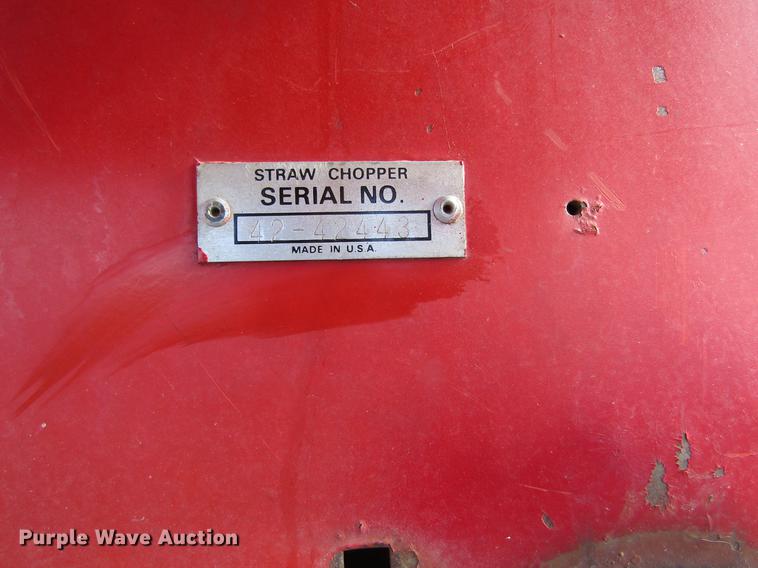 STRAW CHOPPER
SERIAL NO.
42-42443
MADE IN U.S.A.
Purple Wave Auction